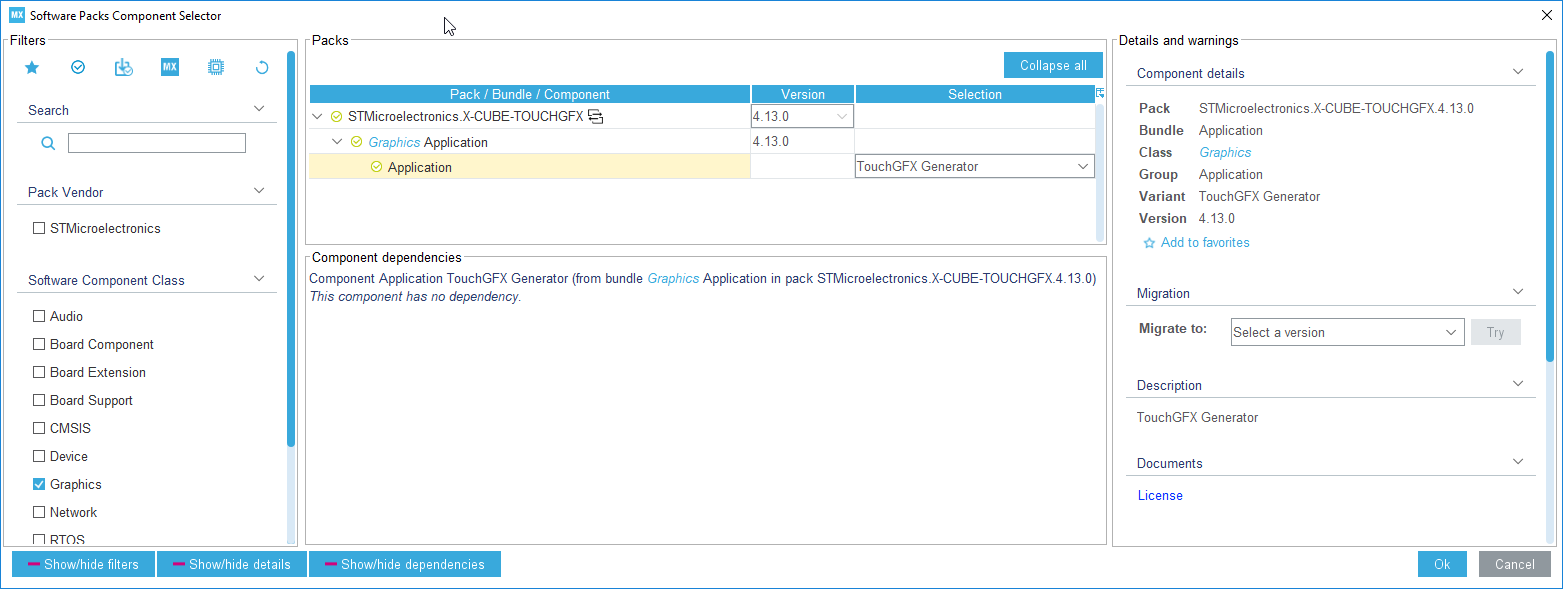 MX Software Packs Component Selector
Filters
MX
Search
Pack Vendor
STMicroelectronics
Software Component Class
Audio
Board Component
Board Extension
Board Support
CMSIS
Device
Graphics
Network
RTOS
Packs
Collapse all
Pack / Bundle / Component Version Selection
STMicroelectronics.X-CUBE-TOUCHGFX 4.13.0
Graphics Application 4.13.0
Application TouchGFX Generator
Component dependencies
Component Application TouchGFX Generator (from bundle Graphics Application in pack STMicroelectronics.X-CUBE-TOUCHGFX.4.13.0)
This component has no dependency.
Details and warnings
Component details
Pack STMicroelectronics.X-CUBE-TOUCHGFX.4.13.0
Bundle Application
Class Graphics
Group Application
Variant TouchGFX Generator
Version 4.13.0
Add to favorites
Migration
Migrate to: Select a version Try
Description
TouchGFX Generator
Documents
License
Show/hide filters Show/hide details Show/hide dependencies Ok Cancel